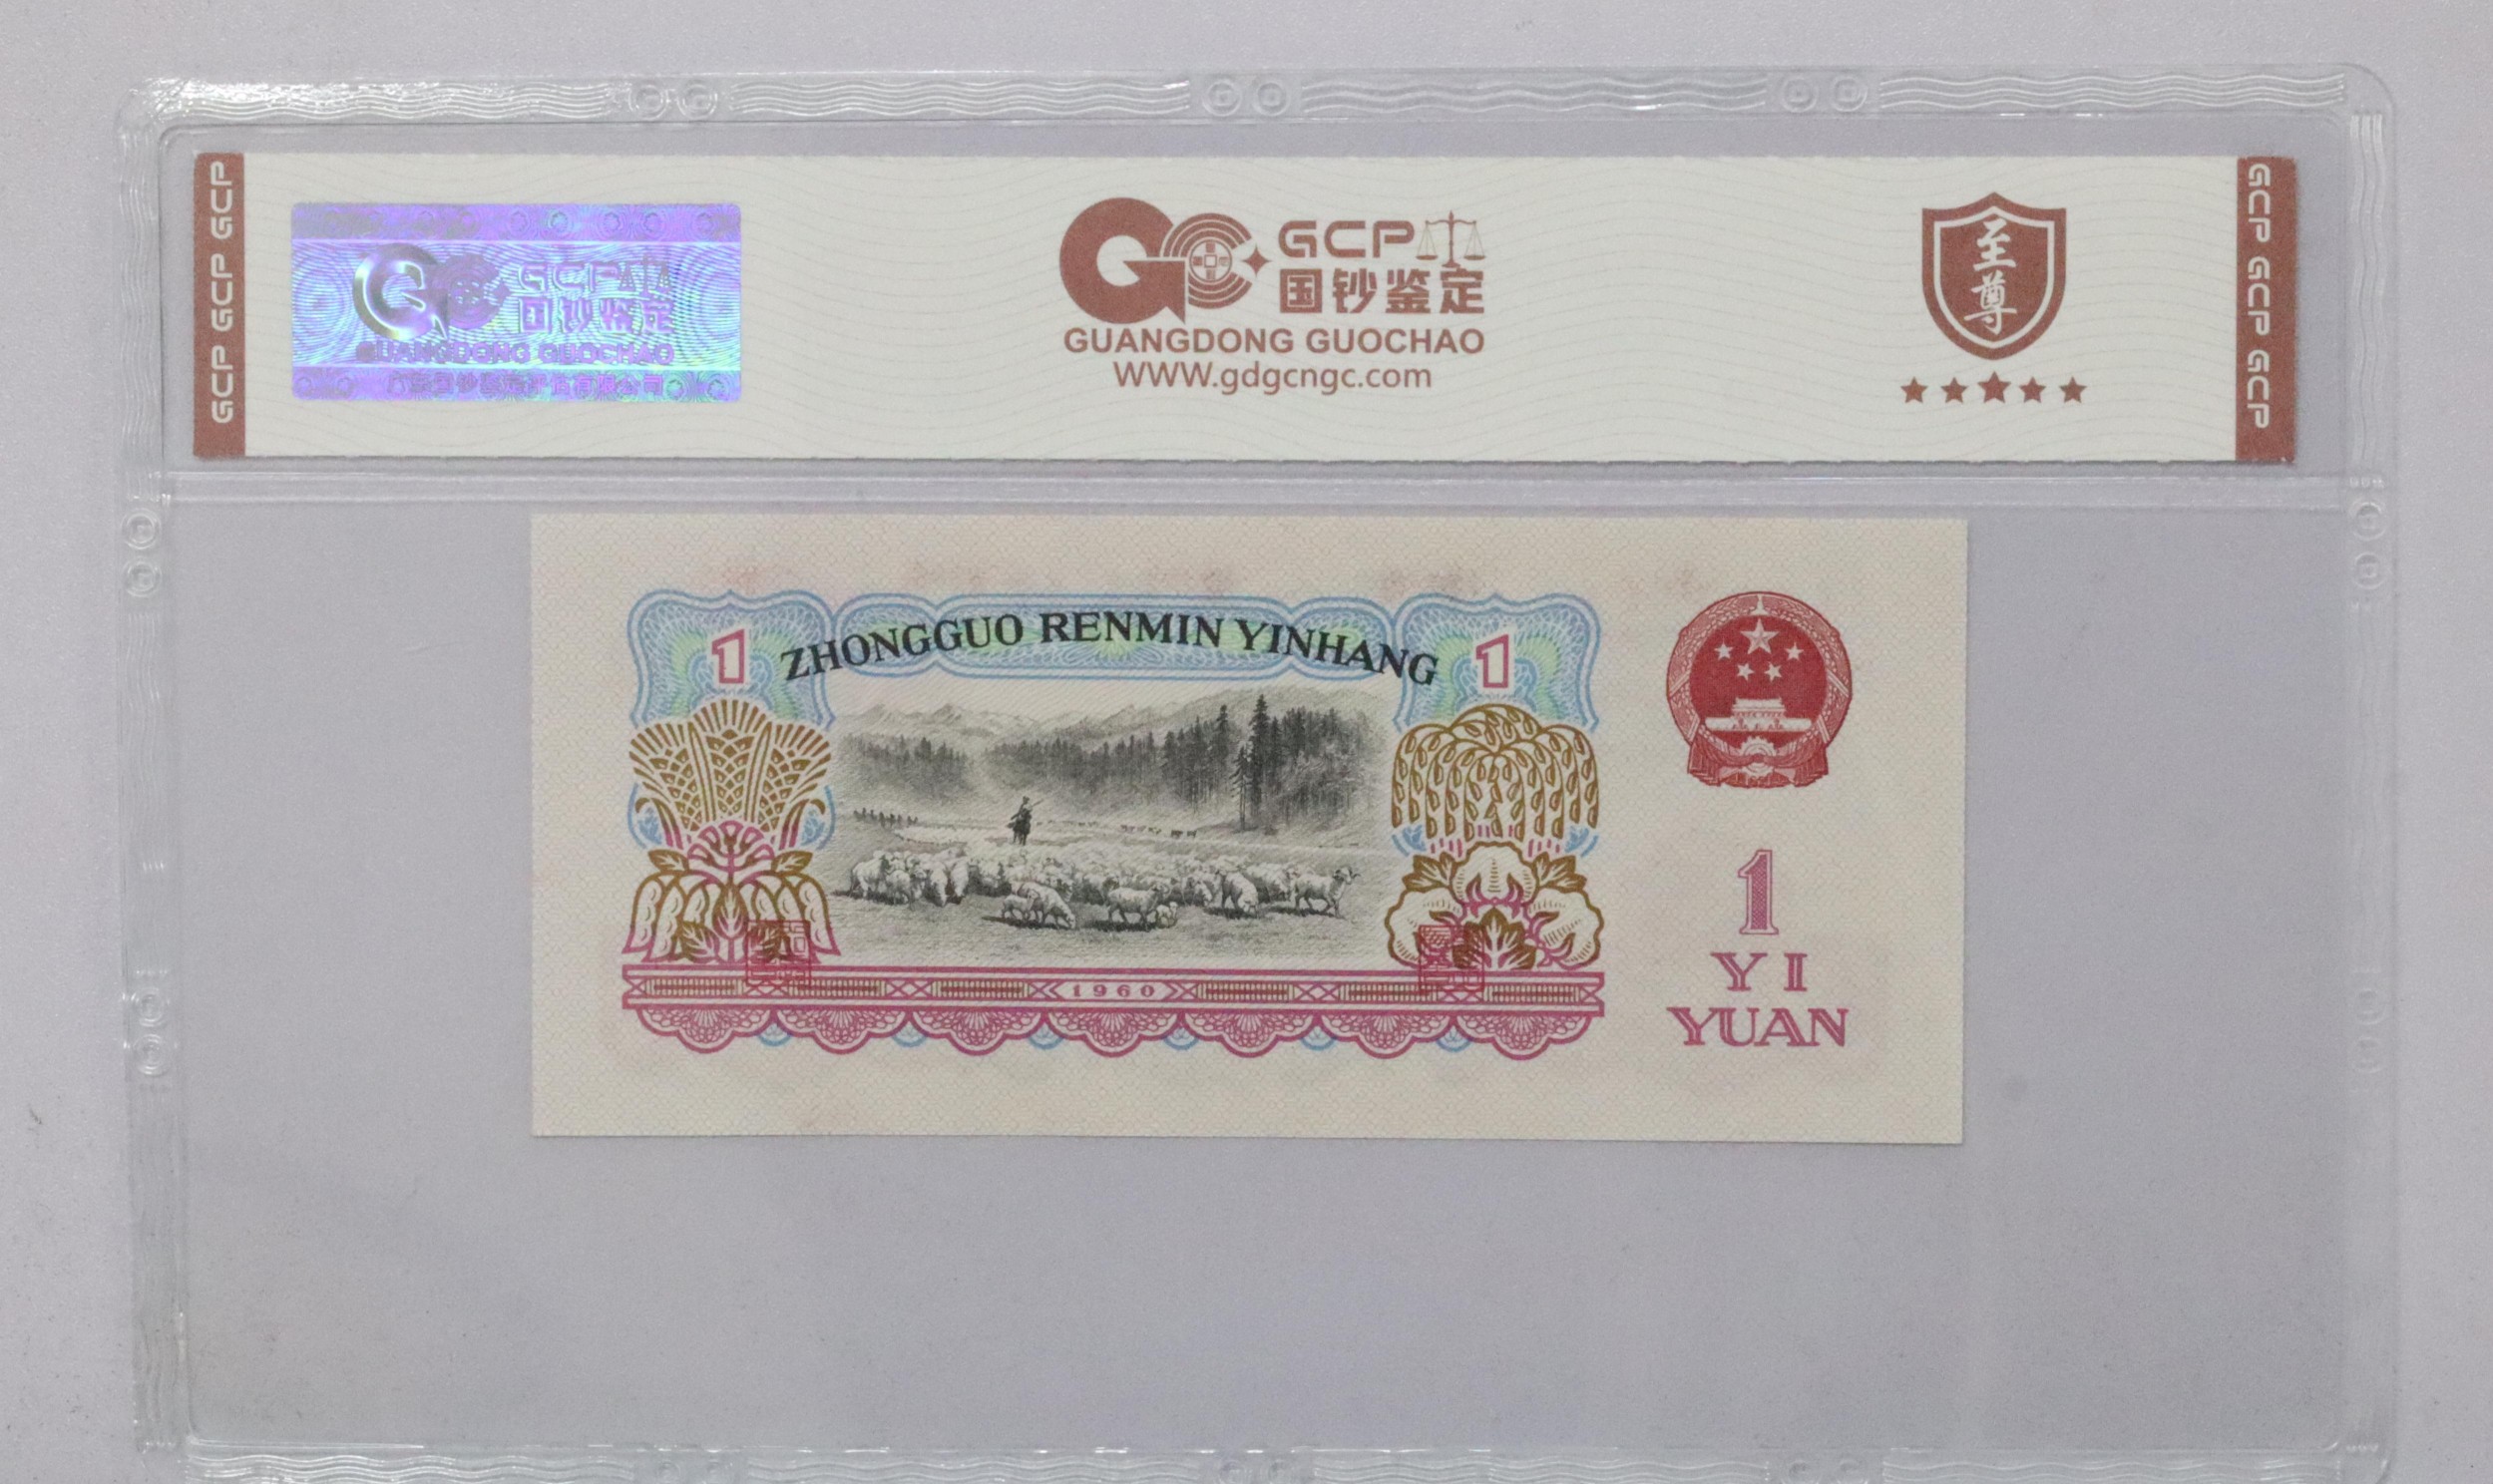 GCP GCP GCP
GCP
国钞鉴定
GUANGDONG GUOCHAO
GCP
国钞鉴定
GUANGDONG GUOCHAO
WWW.gdgcngc.com
至尊
GCP GCP GCP
ZHONGGUO RENMIN YINHANG
1
1
1960
1
YI
YUAN